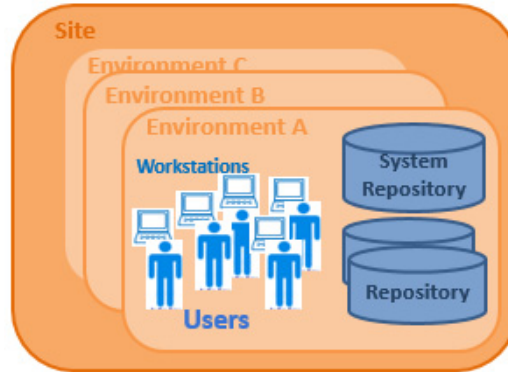 Site
Environment C
Environment B
Environment A
Workstations
System
Repository
Repository
Users